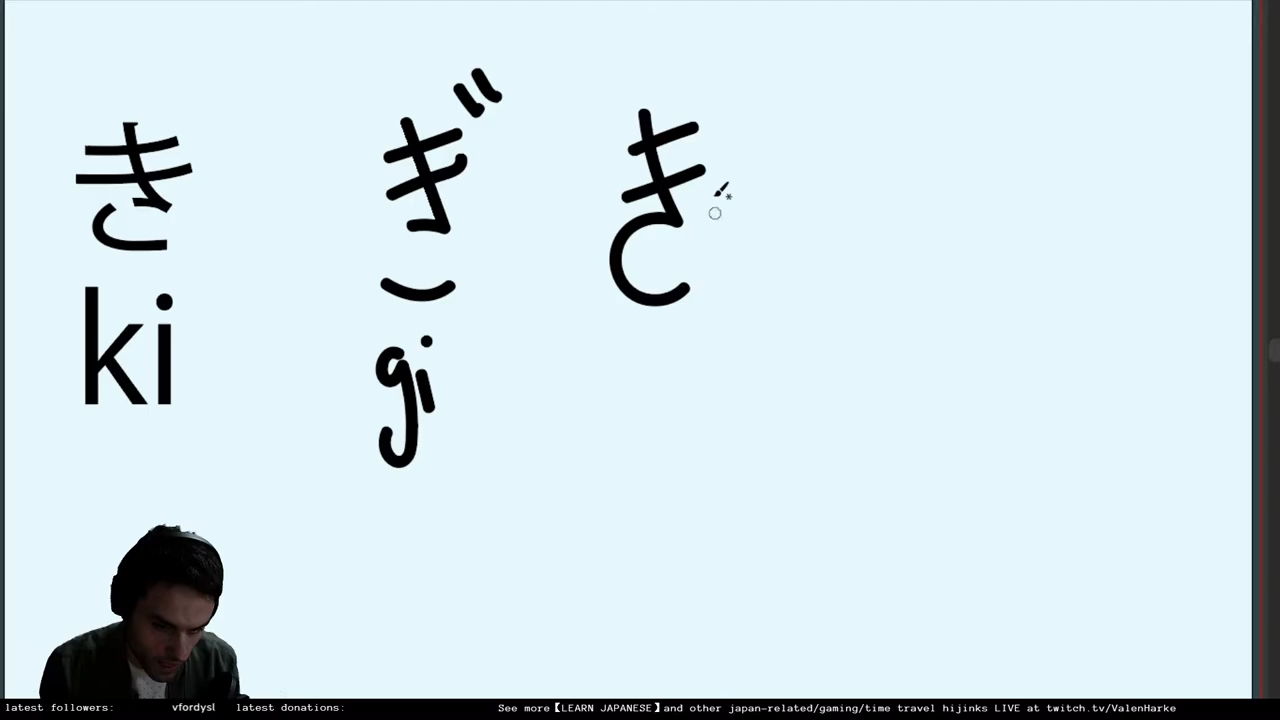 き ぎ き
ki gi
latest followers: vfordysl latest donations: See more【LEARN JAPANESE】and other japan-related/gaming/time travel hijinks LIVE at twitch.tv/ValenHarke